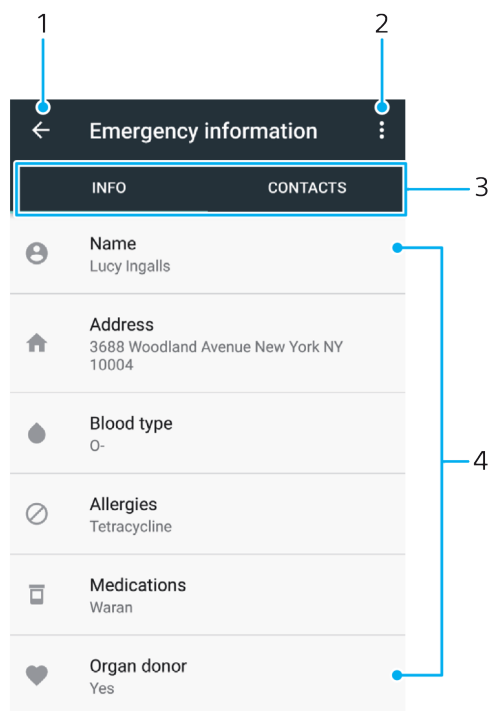 1
2
Emergency information
INFO CONTACTS
3
Name
Lucy Ingalls
Address
3688 Woodland Avenue New York NY
10004
Blood type
O-
4
Allergies
Tetracycline
Medications
Waran
Organ donor
Yes